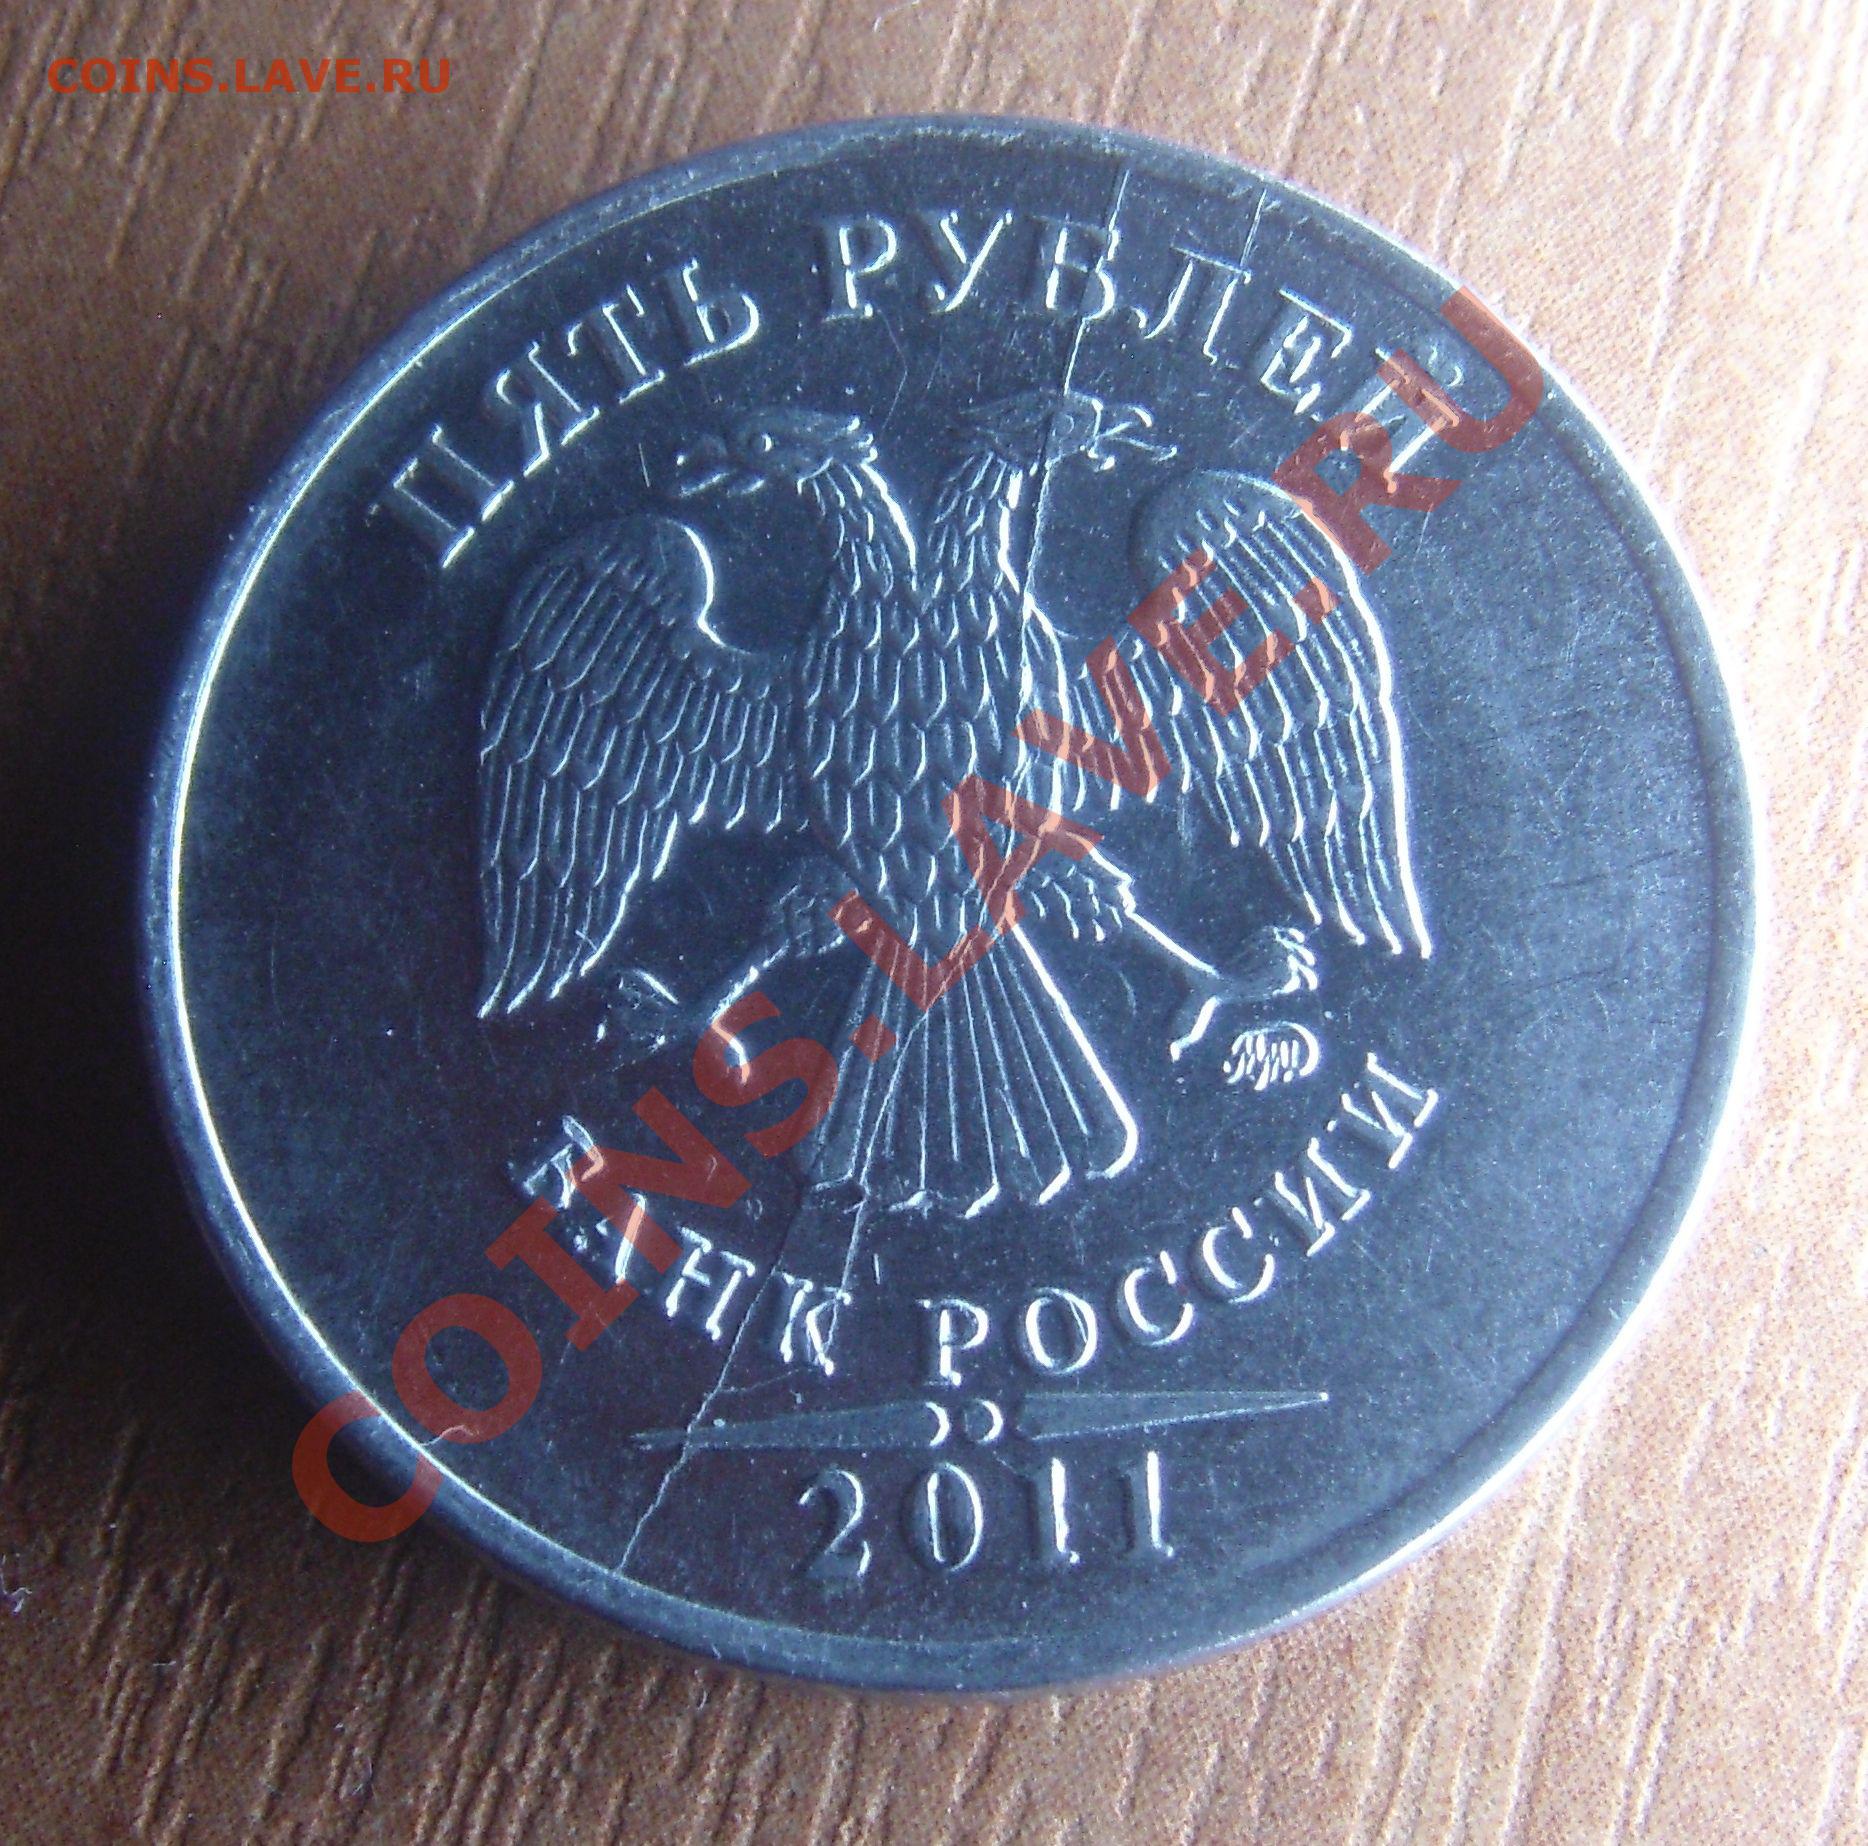 COINS.LAVE.RU
ПЯТЬ РУБЛЕЙ
COINS.LAVE.RU
БАНК РОССИИ
2011